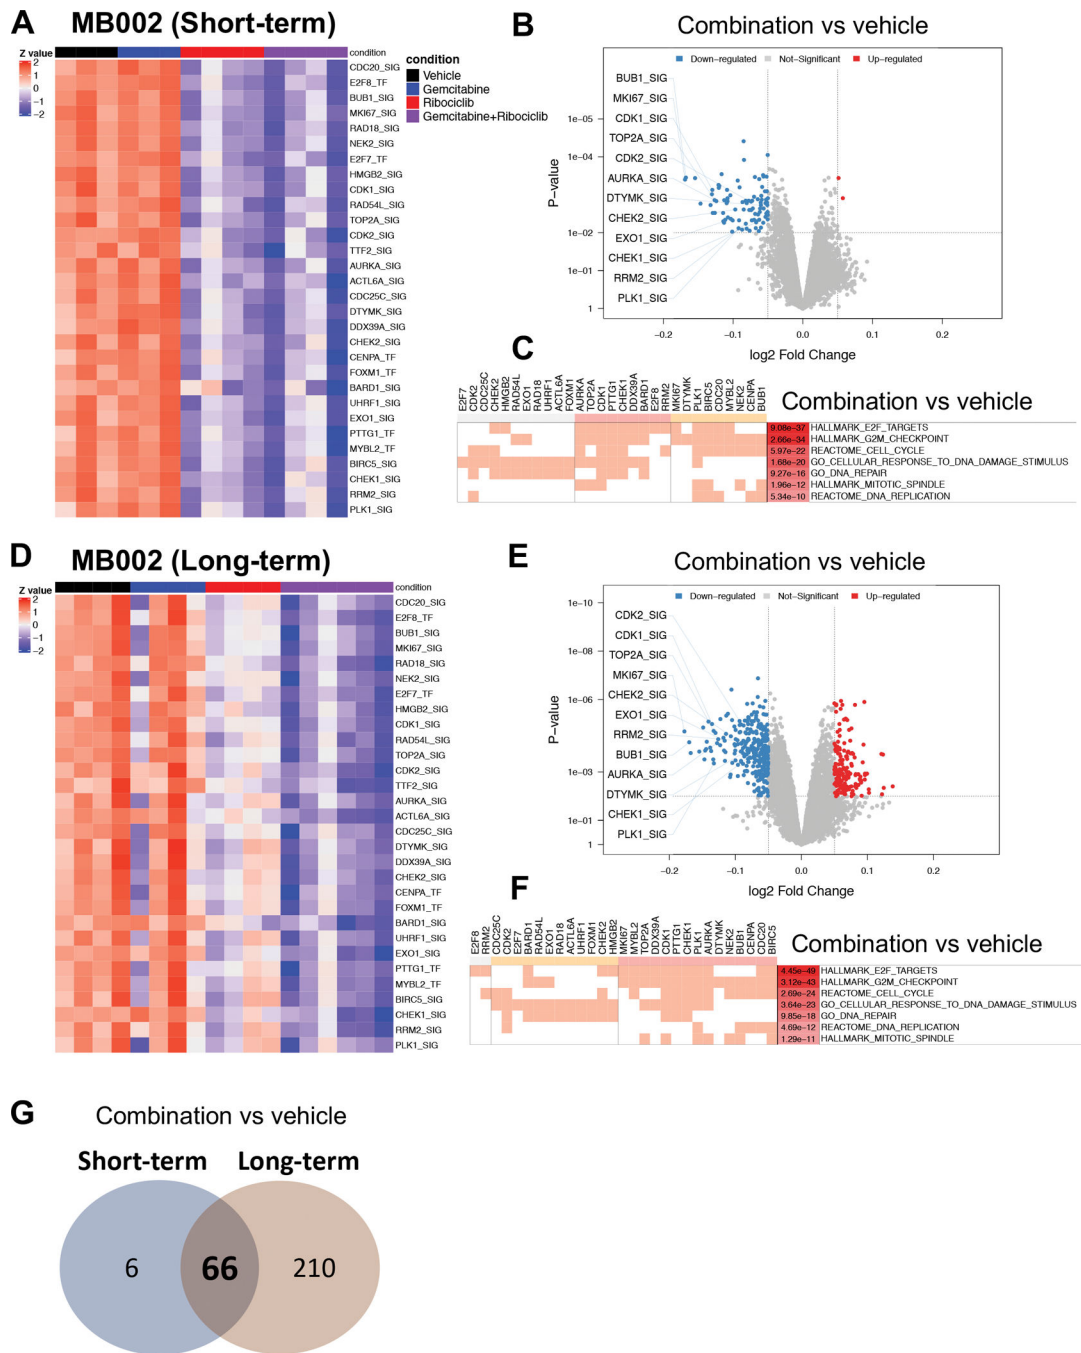 A
MB002 (Short-term)
Z value
2
1
0
−1
−2
condition
CDC20_SIG
E2F8_TF
BUB1_SIG
MKI67_SIG
RAD18_SIG
NEK2_SIG
E2F7_TF
HMGB2_SIG
CDK1_SIG
RAD54L_SIG
TOP2A_SIG
CDK2_SIG
TTF2_SIG
AURKA_SIG
ACTL6A_SIG
CDC25C_SIG
DTYMK_SIG
DDX39A_SIG
CHEK2_SIG
CENPA_TF
FOXM1_TF
BARD1_SIG
UHRF1_SIG
EXO1_SIG
PTTG1_TF
MYBL2_TF
BIRC5_SIG
CHEK1_SIG
RRM2_SIG
PLK1_SIG
condition
Vehicle
Gemcitabine
Ribociclib
Gemcitabine+Ribociclib
B
Combination vs vehicle
Down-regulated Not-Significant Up-regulated
BUB1_SIG
MKI67_SIG
CDK1_SIG
TOP2A_SIG
CDK2_SIG
AURKA_SIG
DTYMK_SIG
CHEK2_SIG
EXO1_SIG
CHEK1_SIG
RRM2_SIG
PLK1_SIG
P-value
1e−05
1e−04
1e−02
1e−01
1
−0.2 −0.1 0.0 0.1 0.2
log2 Fold Change
C
E2F7
CDK2
CDC25C
CHEK2
HMGB2
RAD54L
EXO1
RAD18
UHRF1
ACTL6A
FOXM1
AURKA
TOP2A
CDK1
PTTG1
CHEK1
DDX39A
BARD1
E2F8
RRM2
MKI67
DTYMK
PLK1
BIRC5
CDC20
MYBL2
NEK2
CENPA
BUB1
Combination vs vehicle
9.08e−37 HALLMARK_E2F_TARGETS
2.66e−34 HALLMARK_G2M_CHECKPOINT
5.97e−22 REACTOME_CELL_CYCLE
1.68e−20 GO_CELLULAR_RESPONSE_TO_DNA_DAMAGE_STIMULUS
9.27e−16 GO_DNA_REPAIR
1.96e−12 HALLMARK_MITOTIC_SPINDLE
5.34e−10 REACTOME_DNA_REPLICATION
D
MB002 (Long-term)
Z value
2
1
0
−1
−2
condition
CDC20_SIG
E2F8_TF
BUB1_SIG
MKI67_SIG
RAD18_SIG
NEK2_SIG
E2F7_TF
HMGB2_SIG
CDK1_SIG
RAD54L_SIG
TOP2A_SIG
CDK2_SIG
TTF2_SIG
AURKA_SIG
ACTL6A_SIG
CDC25C_SIG
DTYMK_SIG
DDX39A_SIG
CHEK2_SIG
CENPA_TF
FOXM1_TF
BARD1_SIG
UHRF1_SIG
EXO1_SIG
PTTG1_TF
MYBL2_TF
BIRC5_SIG
CHEK1_SIG
RRM2_SIG
PLK1_SIG
E
Combination vs vehicle
Down-regulated Not-Significant Up-regulated
CDK2_SIG
CDK1_SIG
TOP2A_SIG
MKI67_SIG
CHEK2_SIG
EXO1_SIG
RRM2_SIG
BUB1_SIG
AURKA_SIG
DTYMK_SIG
CHEK1_SIG
PLK1_SIG
P-value
1e−10
1e−08
1e−06
1e−03
1e−01
1
−0.2 −0.1 0.0 0.1 0.2
log2 Fold Change
F
E2F8
RRM2
CDC25C
CDK2
E2F7
BARD1
RAD54L
EXO1
RAD18
ACTL6A
UHRF1
FOXM1
CHEK2
HMGB2
MKI67
MYBL2
TOP2A
DDX39A
CDK1
PTTG1
CHEK1
PLK1
AURKA
DTYMK
NEK2
BUB1
CENPA
CDC20
BIRC5
Combination vs vehicle
4.45e−49 HALLMARK_E2F_TARGETS
3.12e−43 HALLMARK_G2M_CHECKPOINT
2.69e−24 REACTOME_CELL_CYCLE
3.64e−23 GO_CELLULAR_RESPONSE_TO_DNA_DAMAGE_STIMULUS
9.85e−18 GO_DNA_REPAIR
4.69e−12 REACTOME_DNA_REPLICATION
1.29e−11 HALLMARK_MITOTIC_SPINDLE
G
Combination vs vehicle
Short-term Long-term
6 66 210